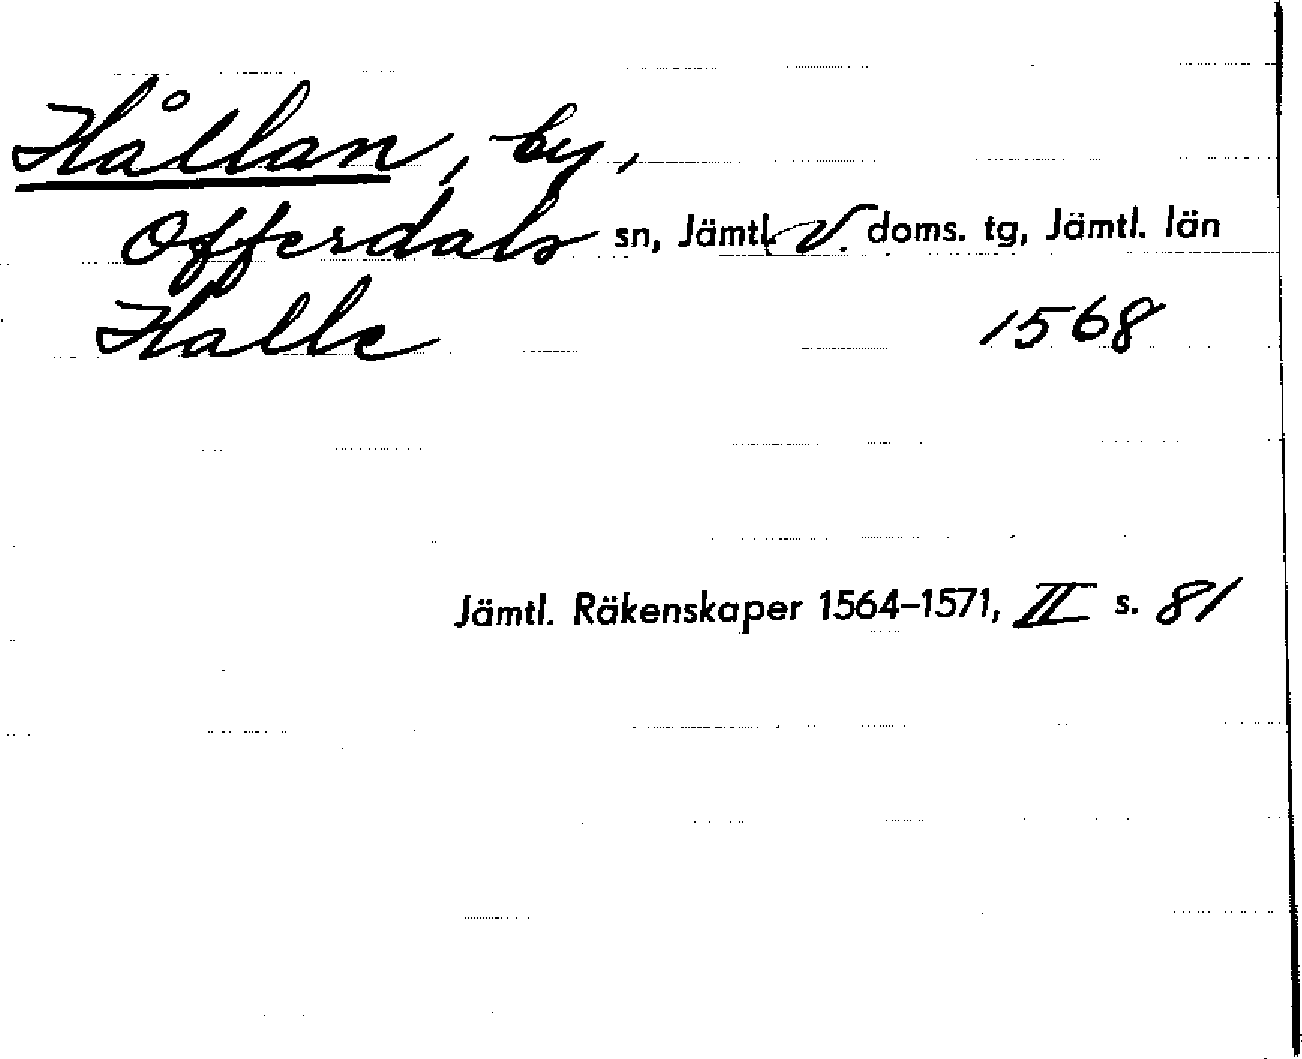 Hållan, by,
Offerdals sn, Jämtl. V. doms. tg, Jämtl. län
Halle 1568
Jämtl. Räkenskaper 1564–1571, II s. 81